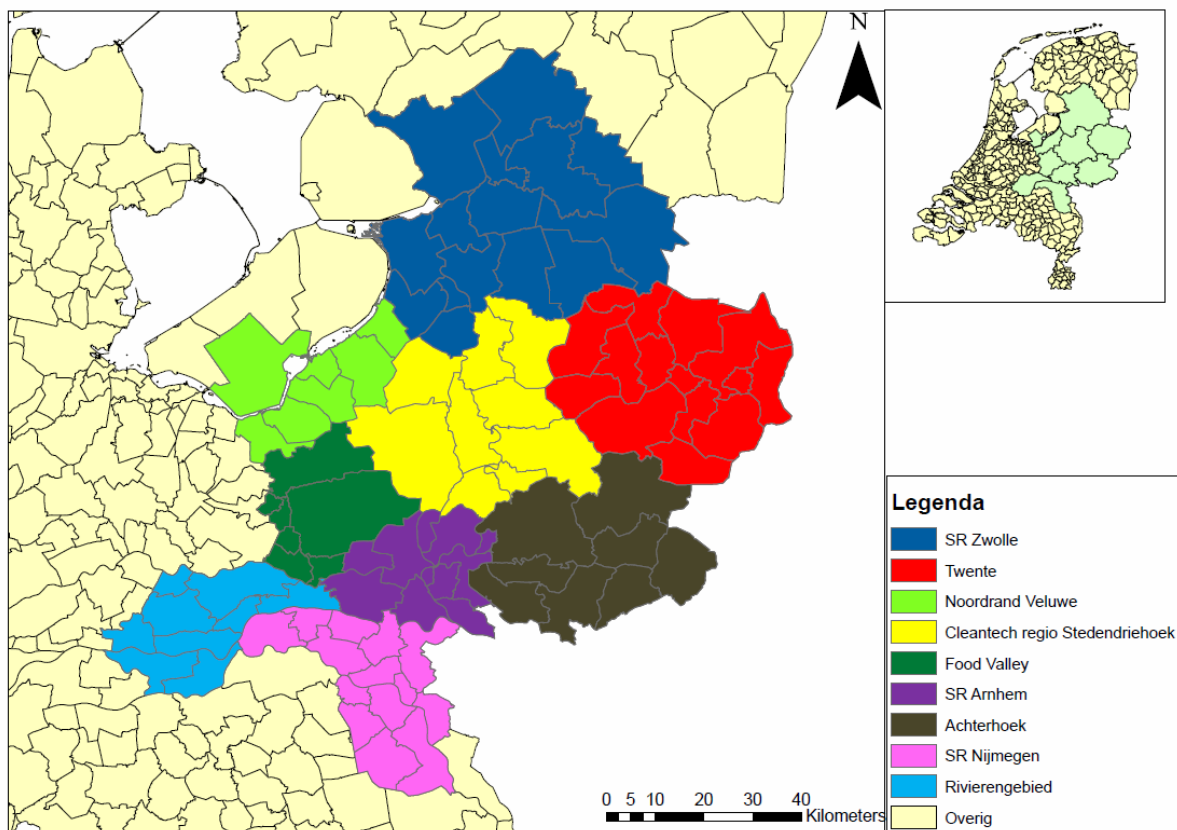 N
Legenda
SR Zwolle
Twente
Noordrand Veluwe
Cleantech regio Stedendriehoek
Food Valley
SR Arnhem
Achterhoek
SR Nijmegen
Rivierengebied
Overig
0 5 10 20 30 40
Kilometers